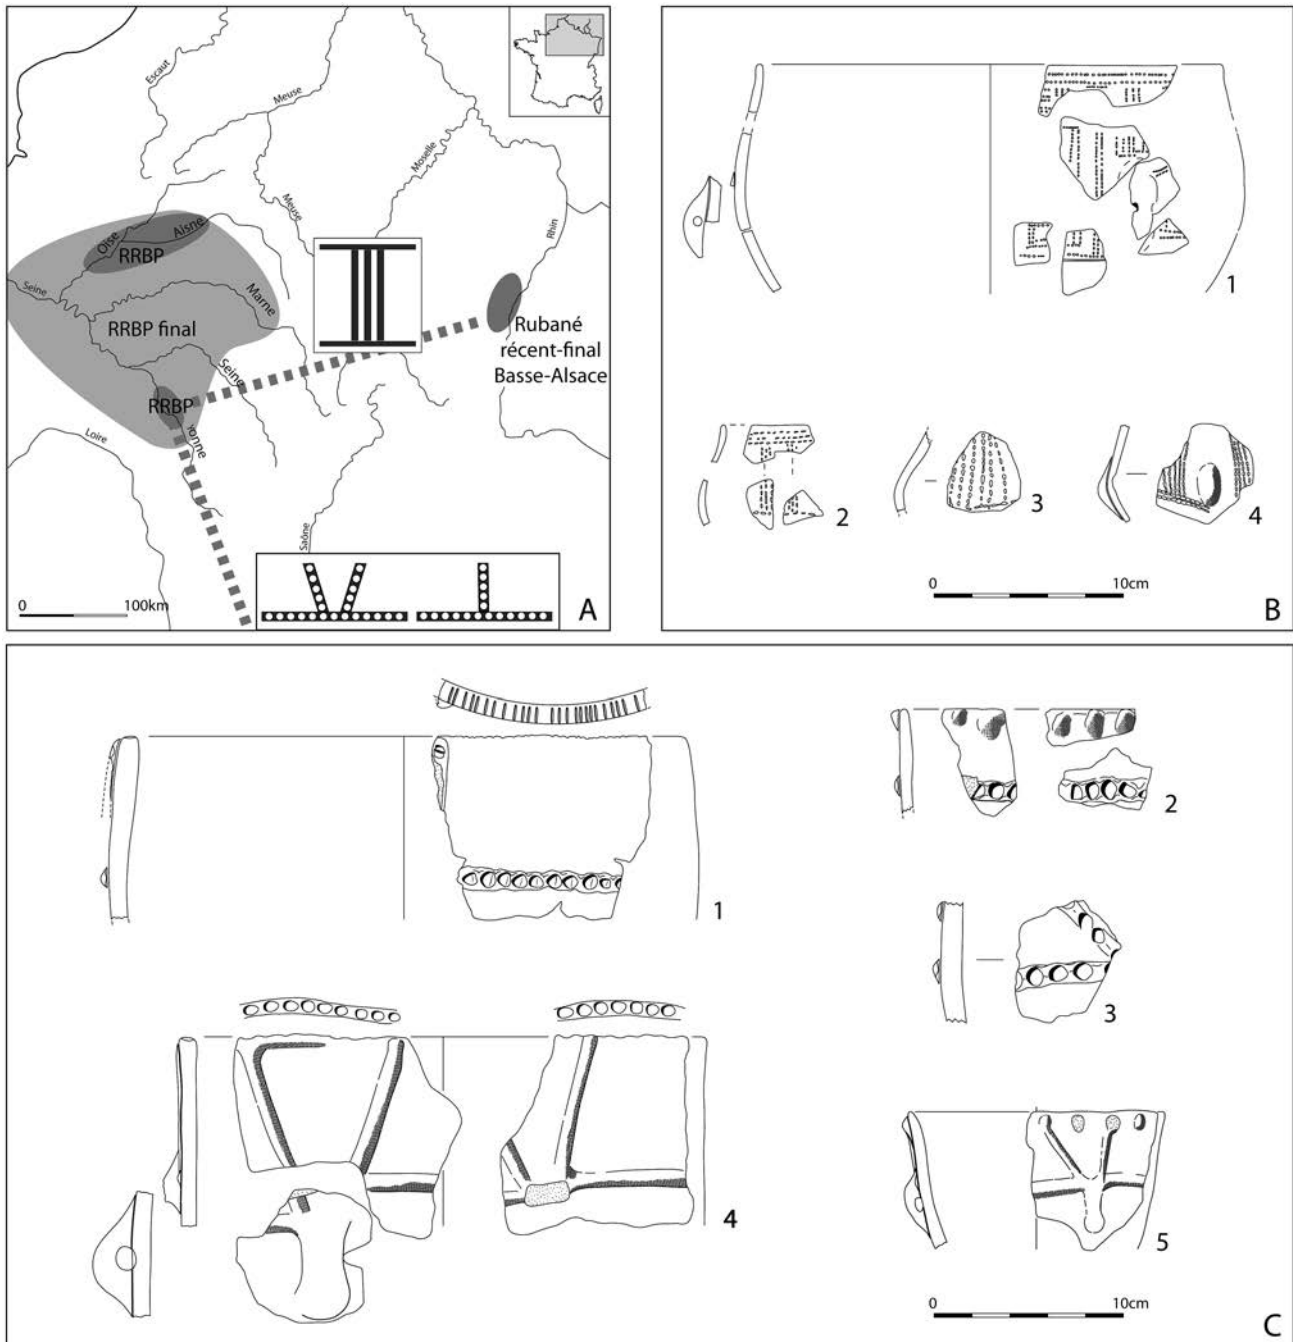 Escaut
Meuse
Moselle
Meuse
Rhin
Oise
Aisne
RRBP
Seine
Marne
RRBP final
Rubané
récent-final
Basse-Alsace
Seine
RRBP
Yonne
Loire
Saône
0 100km
A
1
2
3
4
0 10cm
B
1
2
3
4
5
0 10cm
C